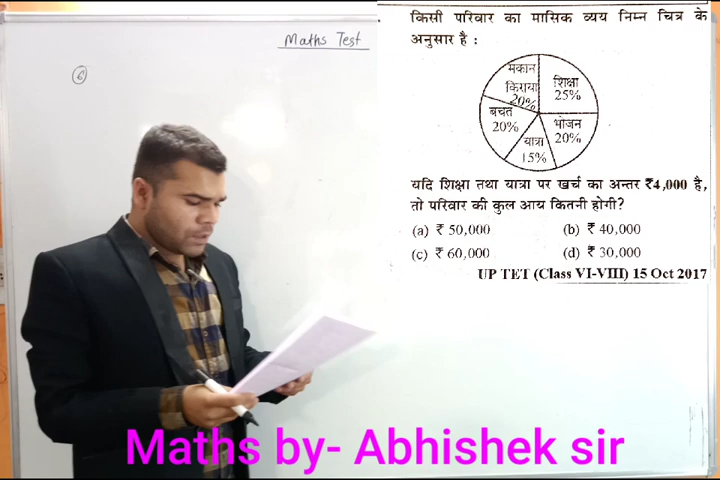 Maths Test
6
किसी परिवार का मासिक व्यय निम्न चित्र के
अनुसार है :
मकान
किराया
20%
शिक्षा
25%
बचत
20%
भोजन
20%
यात्रा
15%
यदि शिक्षा तथा यात्रा पर खर्च का अन्तर ₹4,000 है,
तो परिवार की कुल आय कितनी होगी?
(a) ₹ 50,000 (b) ₹ 40,000
(c) ₹ 60,000 (d) ₹ 30,000
UP TET (Class VI-VIII) 15 Oct 2017
Maths by- Abhishek sir